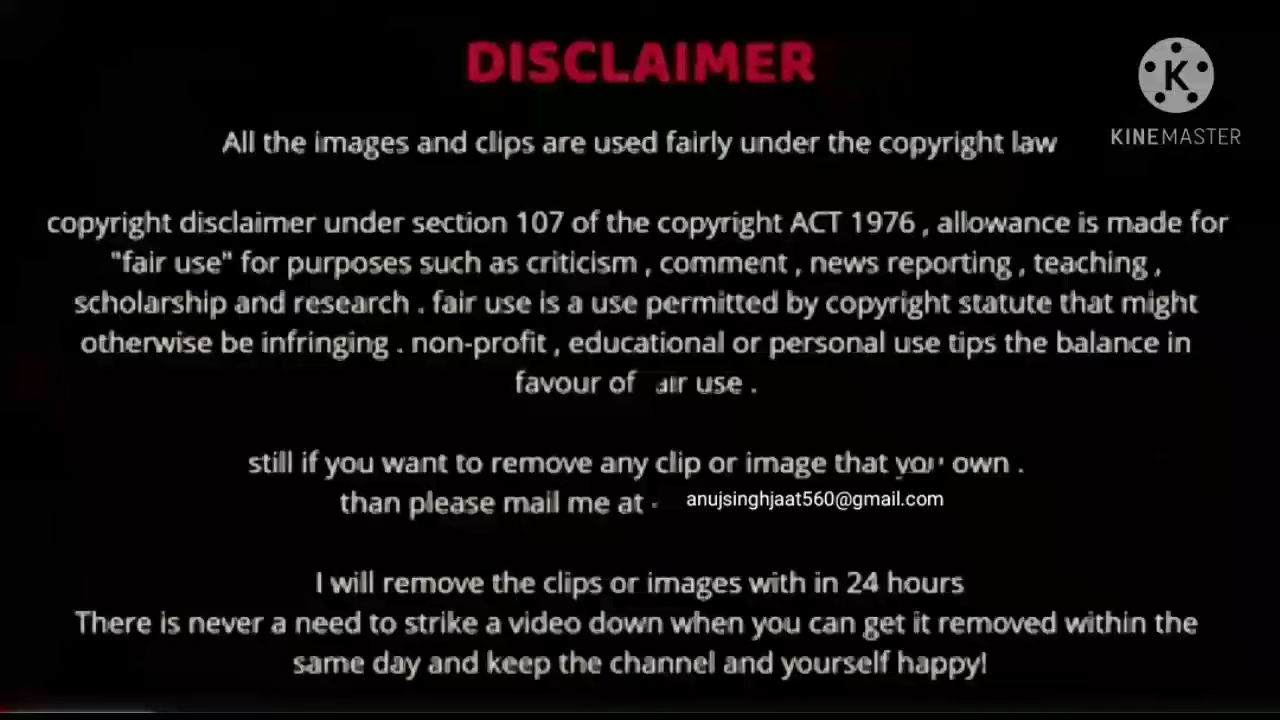 DISCLAIMER
KINEMASTER
All the images and clips are used fairly under the copyright law
copyright disclaimer under section 107 of the copyright ACT 1976 , allowance is made for
"fair use" for purposes such as criticism , comment , news reporting , teaching ,
scholarship and research . fair use is a use permitted by copyright statute that might
otherwise be infringing . non-profit , educational or personal use tips the balance in
favour of air use .
still if you want to remove any clip or image that own .
than please mail me at - anujsinghjaat560@gmail.com
I will remove the clips or images with in 24 hours
There is never a need to strike a video down when you can get it removed within the
same day and keep the channel and yourself happy!